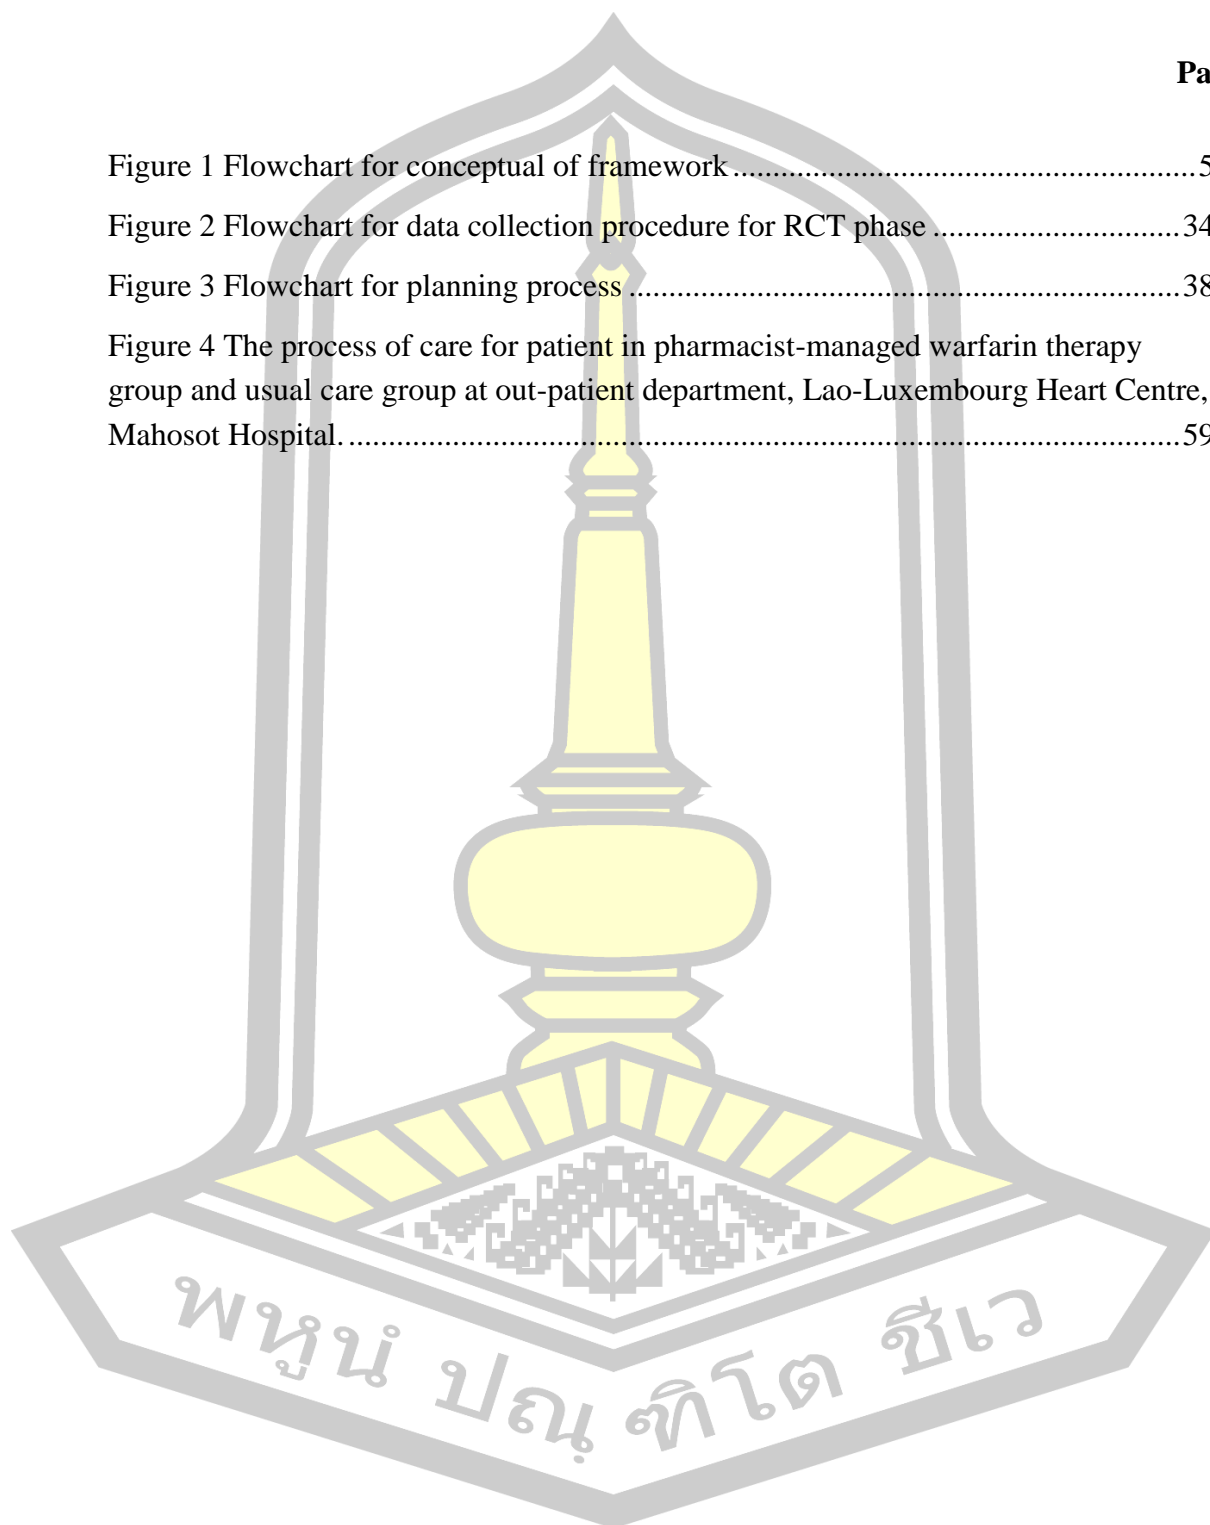 Pa
Figure 1 Flowchart for conceptual of framework.......................................................5
Figure 2 Flowchart for data collection procedure for RCT phase..............................34
Figure 3 Flowchart for planning process..................................................................38
Figure 4 The process of care for patient in pharmacist-managed warfarin therapy
group and usual care group at out-patient department, Lao-Luxembourg Heart Centre,
Mahosot Hospital.....................................................................................................59
พหูนํ ปณฺฑิโต ชีเว